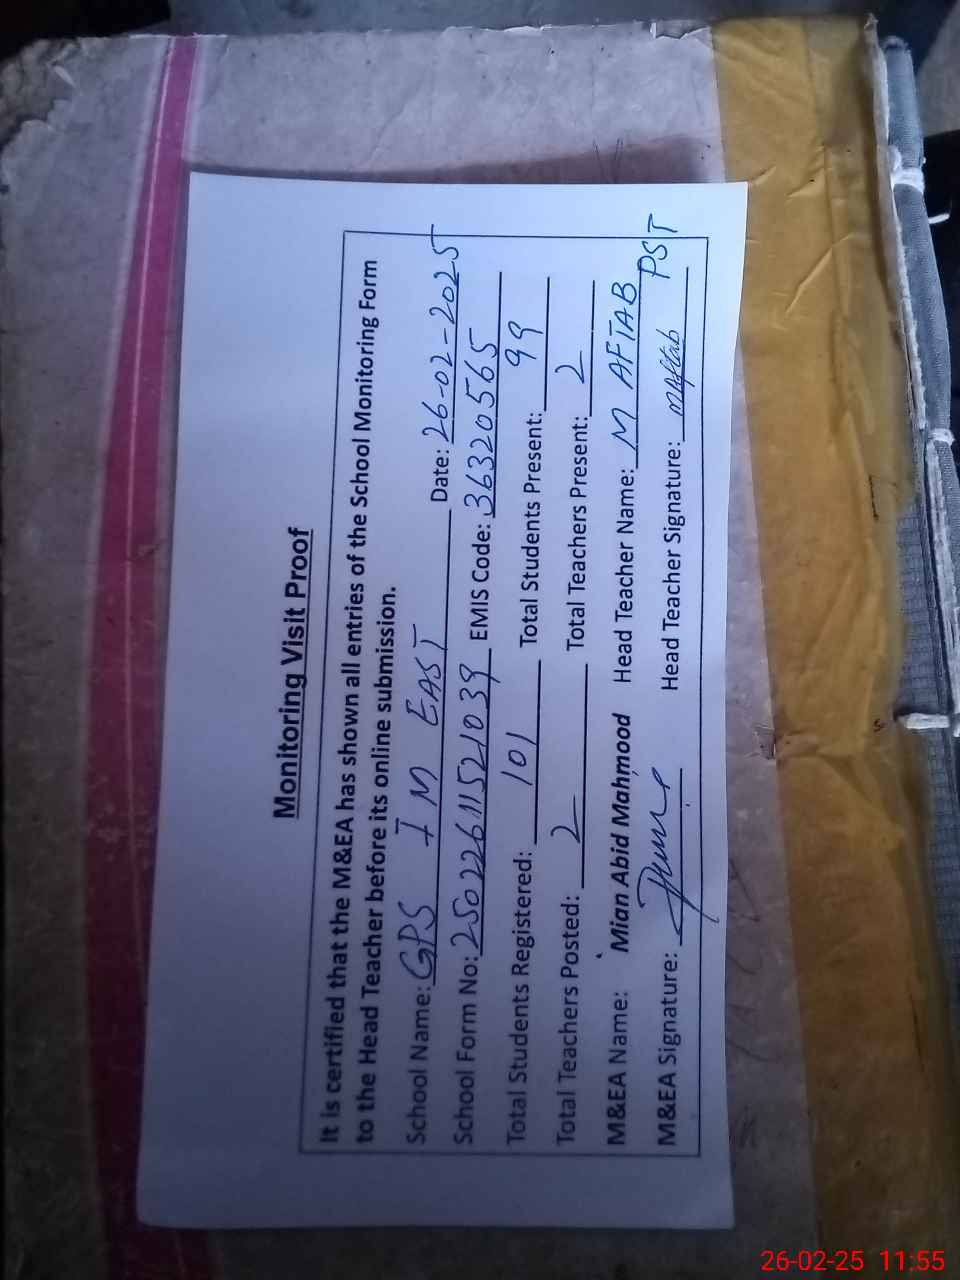 Monitoring Visit Proof
It is certified that the M&EA has shown all entries of the School Monitoring Form
to the Head Teacher before its online submission.
School Name: GPS I M EAST Date: 26-02-2025
School Form No: 25022611521039 EMIS Code: 36320565
Total Students Registered: 101 Total Students Present: 99
Total Teachers Posted: 2 Total Teachers Present: 2
M&EA Name: Mian Abid Mahmood Head Teacher Name: M AFTAB PST
M&EA Signature: Head Teacher Signature: MAftab
26-02-25 11:55